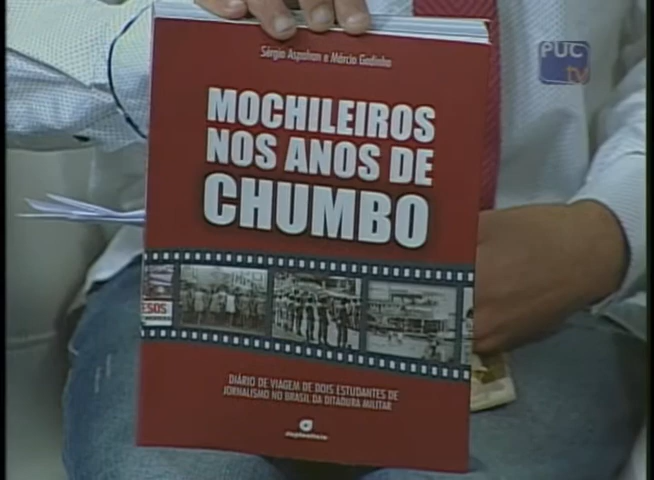 Sérgio Aspahan e Márcio Godinho
PUC
tv
MOCHILEIROS
NOS ANOS DE
CHUMBO
ESOS
DIÁRIO DE VIAGEM DE DOIS ESTUDANTES DE
JORNALISMO NO BRASIL DA DITADURA MILITAR